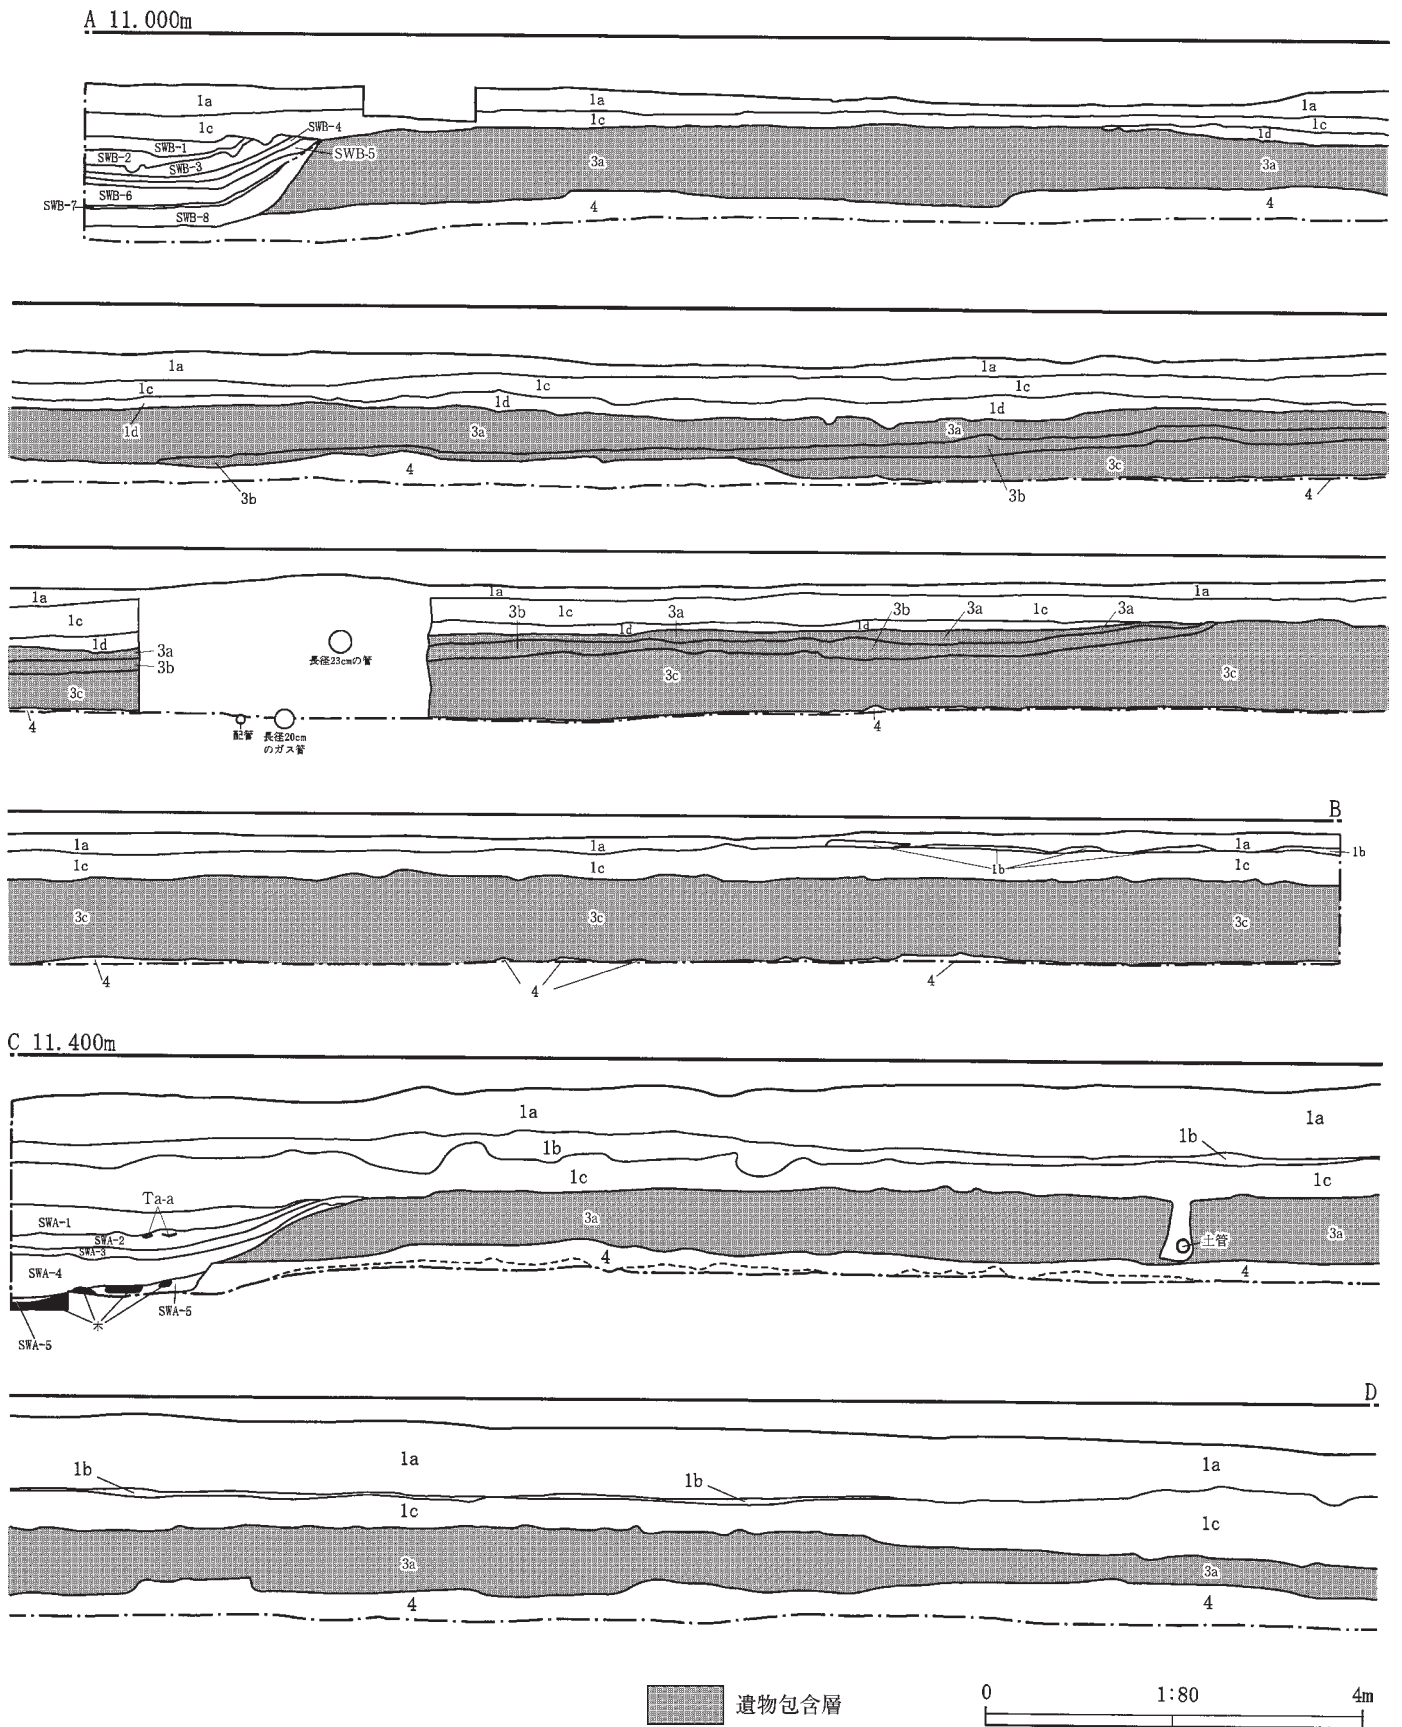 A 11.000m
1a
1a
1a
1c
1c
1c
SWB-4
SWB-1
SWB-5
1d
SWB-2
SWB-3
3a
3a
SWB-6
SWB-7
SWB-8
4
4
1a
1a
1c
1c
1c
1d
1d
1d
3a
3a
3c
4
3b
3b
4
1a
1a
1a
1c
3b
1c
3a
3b
3a
1c
3a
1d
1d
1d
3a
3b
長径23cmの管
3c
3c
3c
4
配管
長径20cm
のガス管
4
B
1a
1a
1a
1b
1c
1c
1b
1c
3c
3c
3c
4
4
4
C 11.400m
1a
1a
1b
1b
1c
1c
Ta-a
SWA-1
SWA-2
SWA-3
3a
土管
3a
SWA-4
4
4
SWA-5
木
SWA-5
D
1a
1a
1b
1b
1c
1c
3a
3a
4
4
遺物包含層
0 1:80 4m